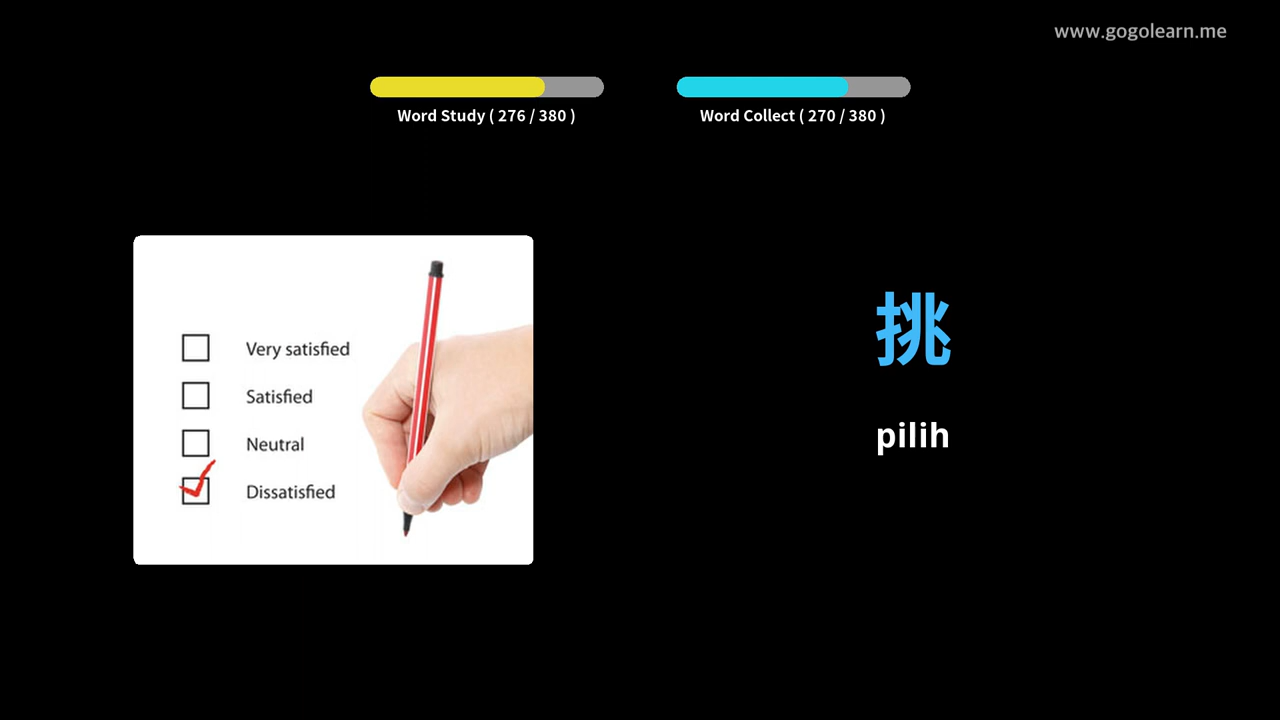 www.gogolearn.me
Word Study ( 276 / 380 )
Word Collect ( 270 / 380 )
Very satisfied
Satisfied
Neutral
Dissatisfied
挑
pilih